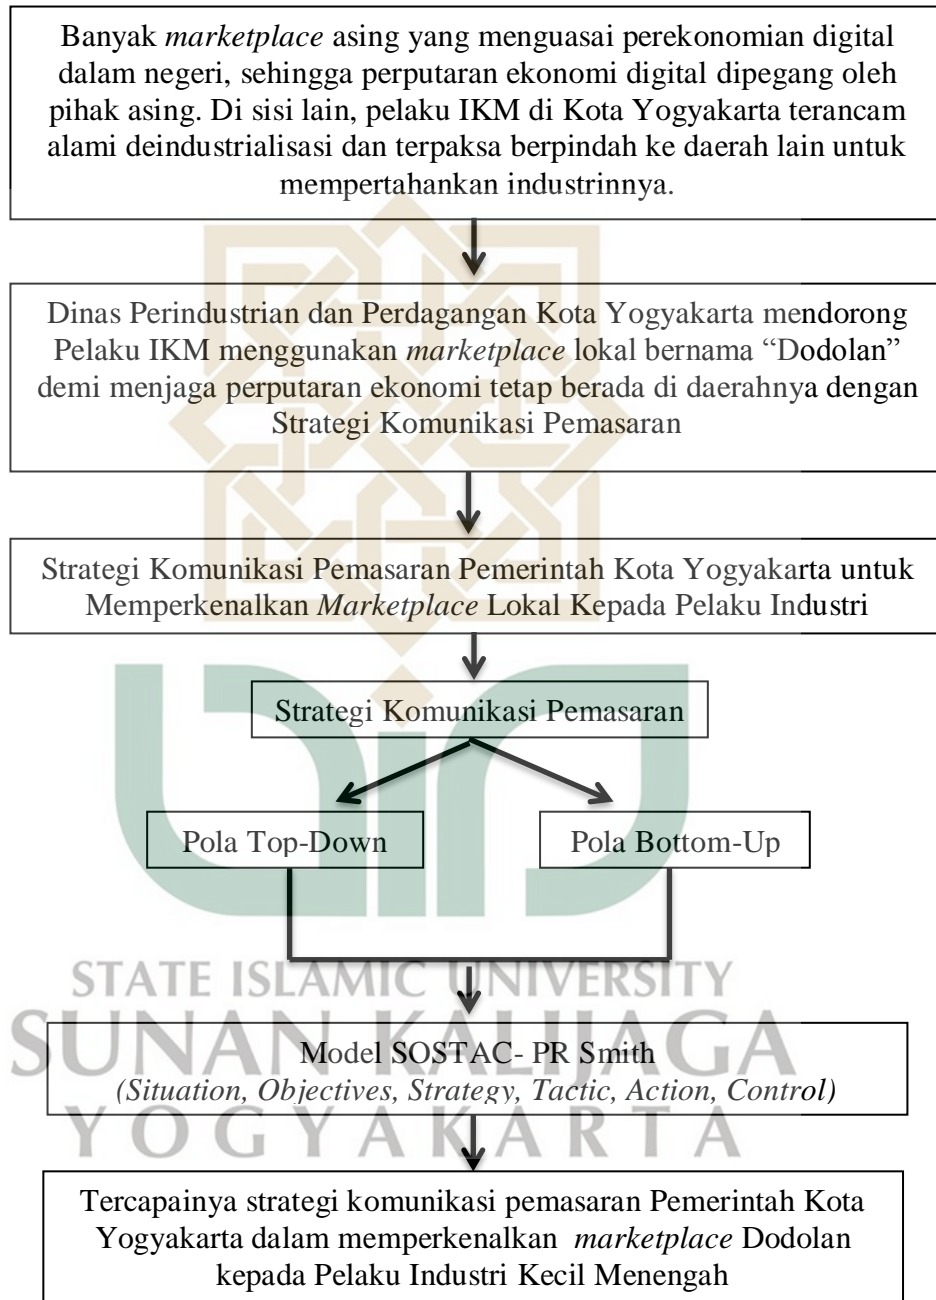 Banyak marketplace asing yang menguasai perekonomian digital
dalam negeri, sehingga perputaran ekonomi digital dipegang oleh
pihak asing. Di sisi lain, pelaku IKM di Kota Yogyakarta terancam
alami deindustrialisasi dan terpaksa berpindah ke daerah lain untuk
mempertahankan industrinnya.
Dinas Perindustrian dan Perdagangan Kota Yogyakarta mendorong
Pelaku IKM menggunakan marketplace lokal bernama “Dodolan”
demi menjaga perputaran ekonomi tetap berada di daerahnya dengan
Strategi Komunikasi Pemasaran
Strategi Komunikasi Pemasaran Pemerintah Kota Yogyakarta untuk
Memperkenalkan Marketplace Lokal Kepada Pelaku Industri
Strategi Komunikasi Pemasaran
Pola Top-Down
Pola Bottom-Up
STATE ISLAMIC UNIVERSITY
SUNAN KALIJAGA
Model SOSTAC- PR Smith
(Situation, Objectives, Strategy, Tactic, Action, Control)
YOGYAKARTA
Tercapainya strategi komunikasi pemasaran Pemerintah Kota
Yogyakarta dalam memperkenalkan marketplace Dodolan
kepada Pelaku Industri Kecil Menengah